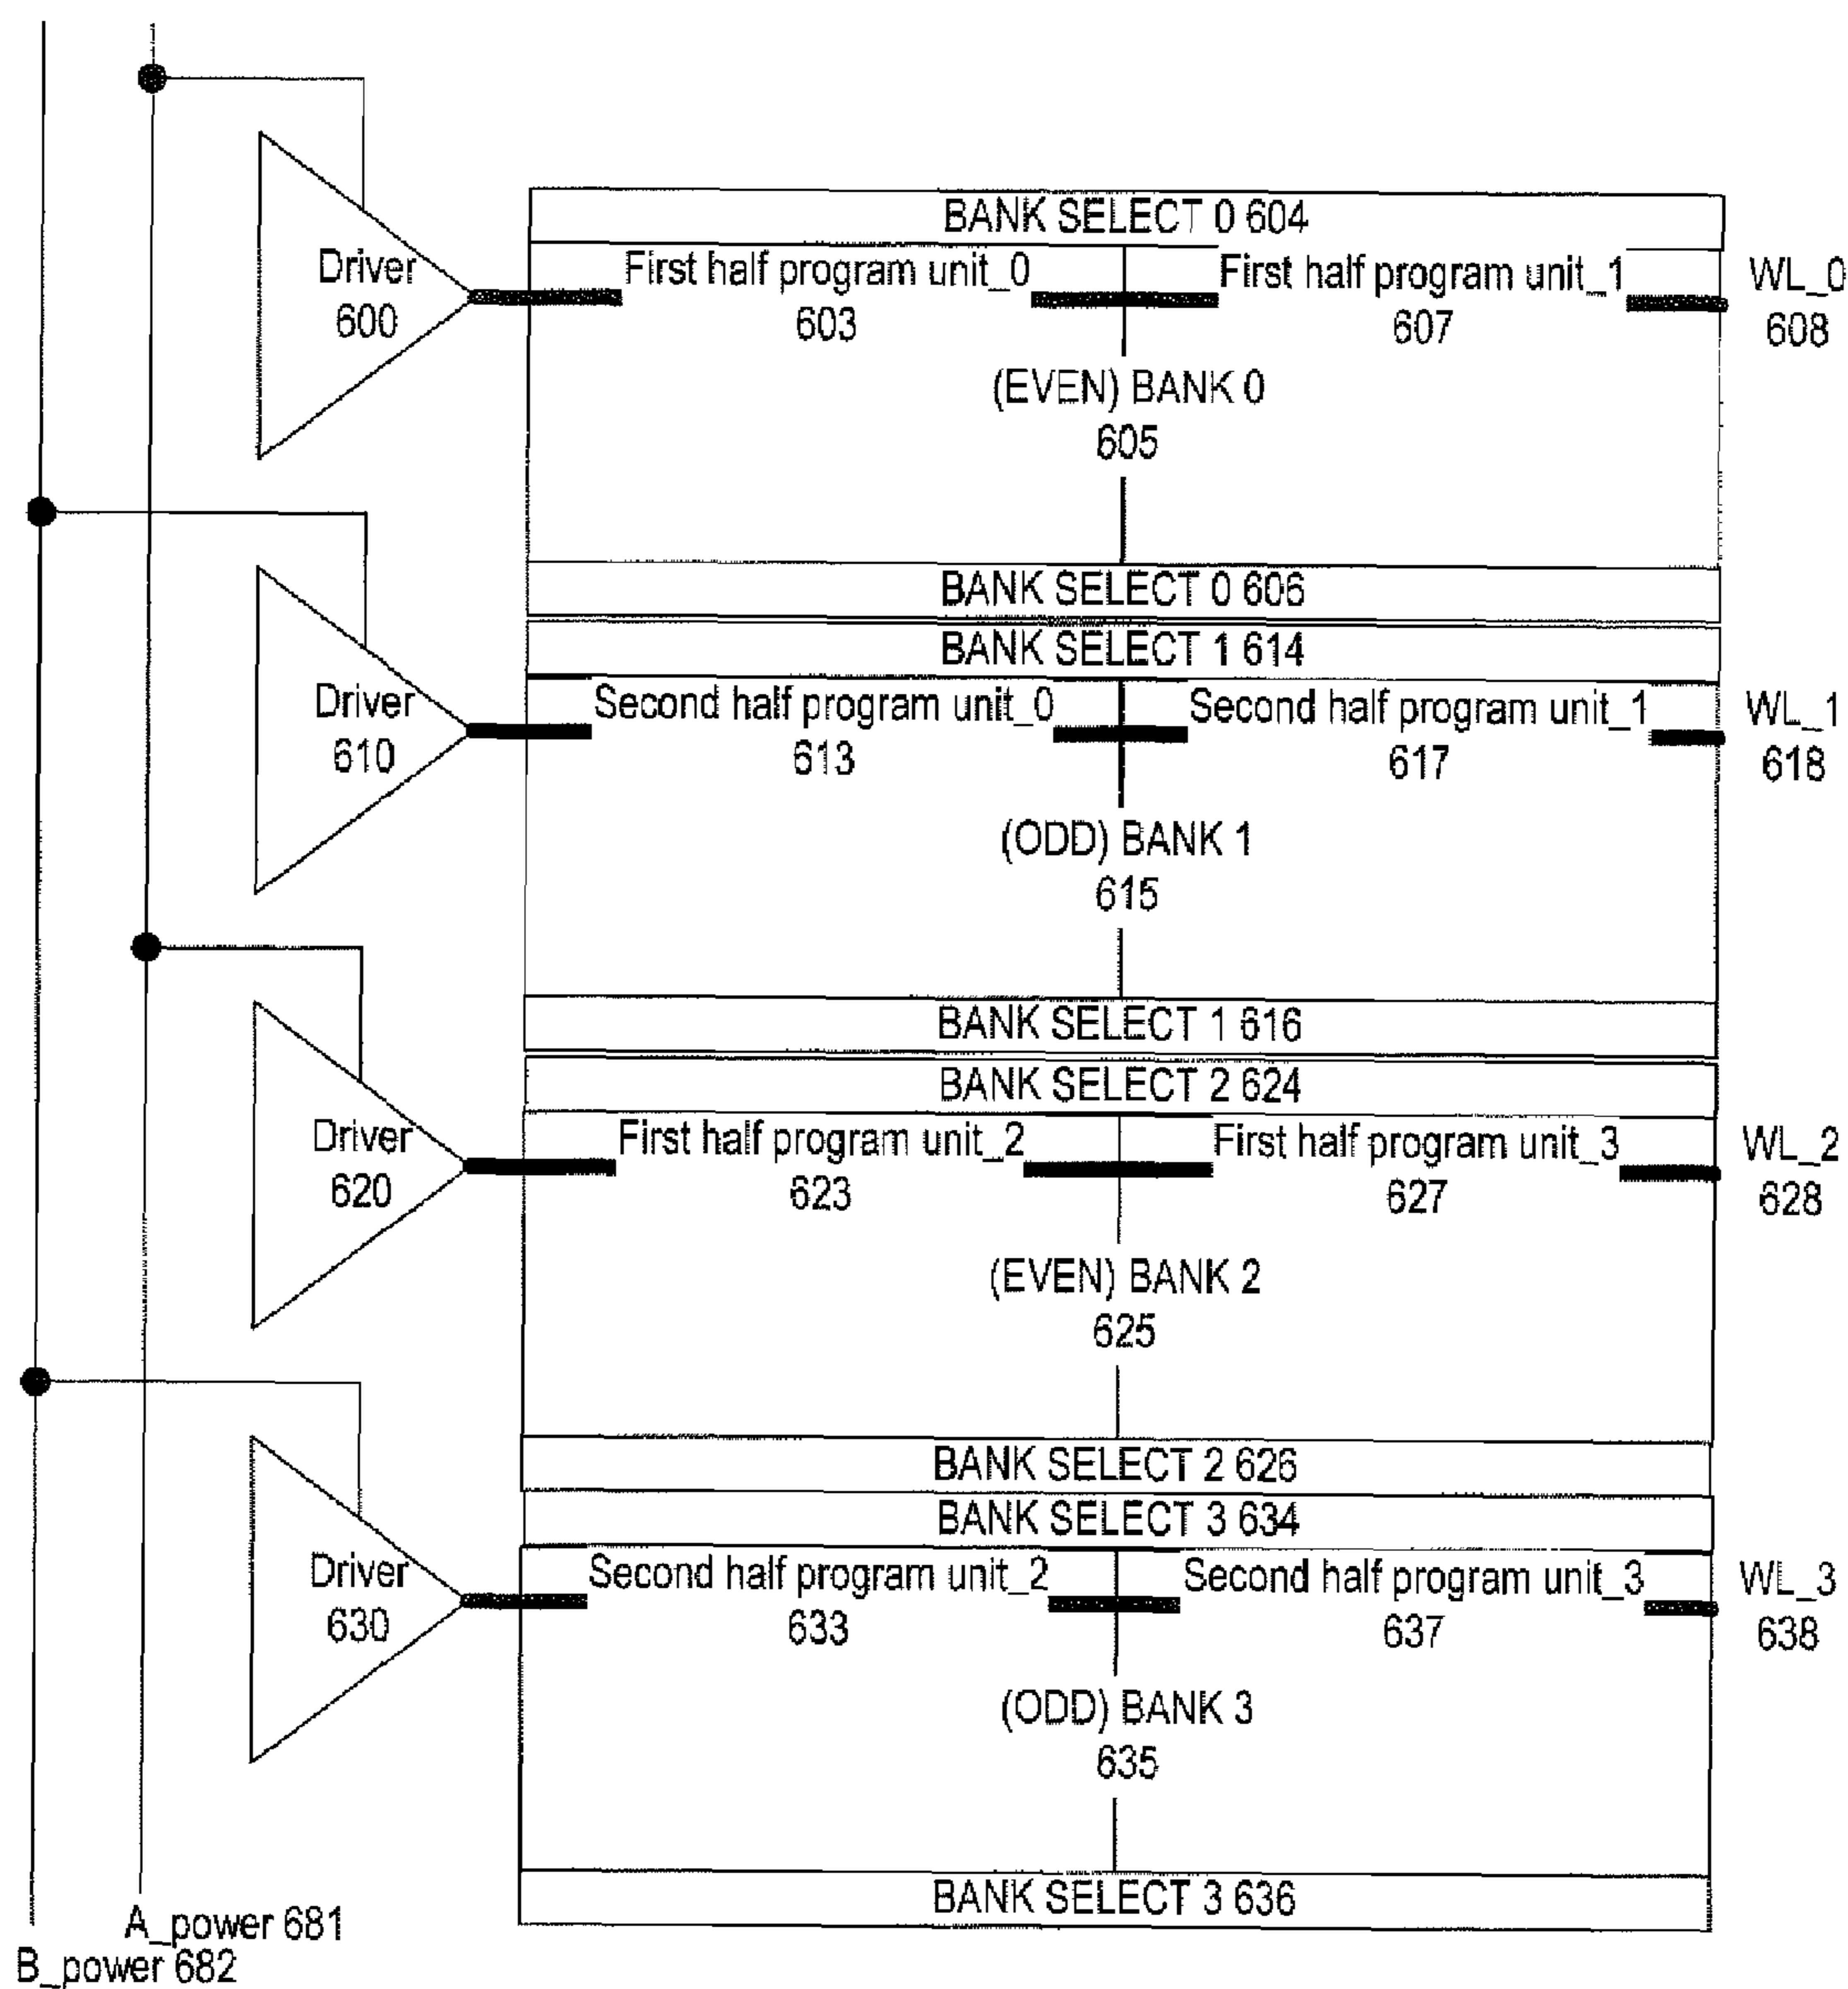 BANK SELECT 0 604
Driver
600
First half program unit_0
603
First half program unit_1
607
WL_0
608
(EVEN) BANK 0
605
BANK SELECT 0 606
BANK SELECT 1 614
Driver
610
Second half program unit_0
613
Second half program unit_1
617
WL_1
618
(ODD) BANK 1
615
BANK SELECT 1 616
BANK SELECT 2 624
Driver
620
First half program unit_2
623
First half program unit_3
627
WL_2
628
(EVEN) BANK 2
625
BANK SELECT 2 626
BANK SELECT 3 634
Driver
630
Second half program unit_2
633
Second half program unit_3
637
WL_3
638
(ODD) BANK 3
635
BANK SELECT 3 636
A_power 681
B_power 682